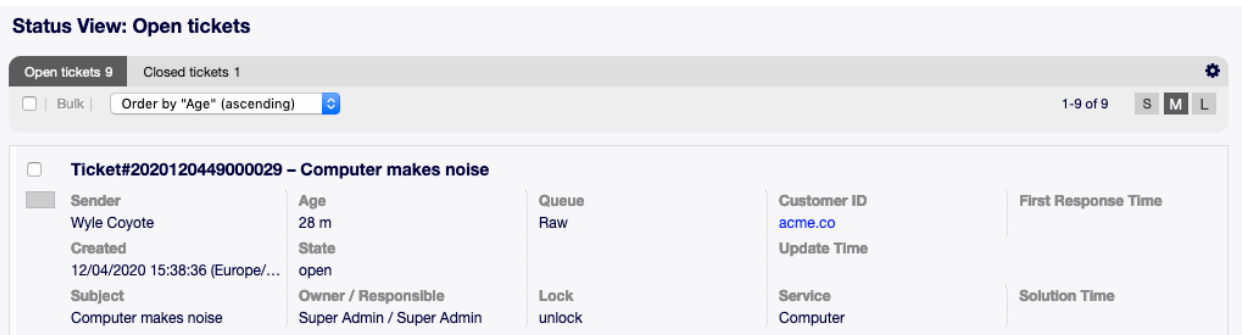 Status View: Open tickets
Open tickets 9 Closed tickets 1
| Bulk | Order by "Age" (ascending) 1-9 of 9 S M L
Ticket#2020120449000029 – Computer makes noise
Sender Age Queue Customer ID First Response Time
Wyle Coyote 28 m Raw acme.co
Created State Update Time
12/04/2020 15:38:36 (Europe/... open
Subject Owner / Responsible Lock Service Solution Time
Computer makes noise Super Admin / Super Admin unlock Computer